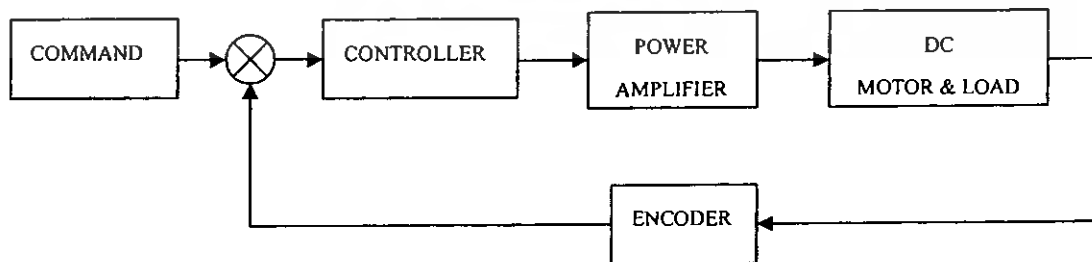 COMMAND
CONTROLLER
POWER
AMPLIFIER
DC
MOTOR & LOAD
ENCODER